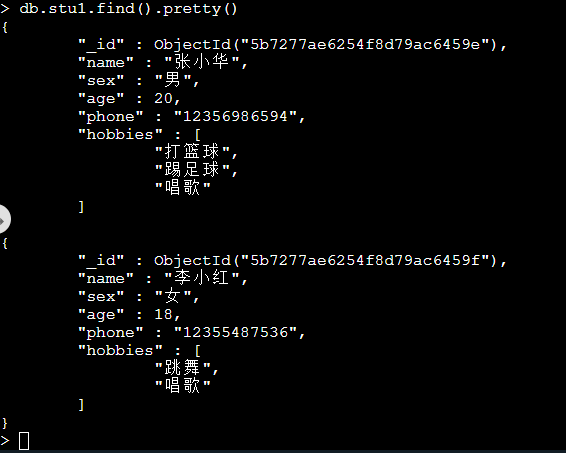 > db.stu1.find().pretty()
{
        "_id" : ObjectId("5b7277ae6254f8d79ac6459e"),
        "name" : "张小华",
        "sex" : "男",
        "age" : 20,
        "phone" : "12356986594",
        "hobbies" : [
                "打篮球",
                "踢足球",
                "唱歌"
        ]
{
        "_id" : ObjectId("5b7277ae6254f8d79ac6459f"),
        "name" : "李小红",
        "sex" : "女",
        "age" : 18,
        "phone" : "12355487536",
        "hobbies" : [
                "跳舞",
                "唱歌"
        ]
}
>